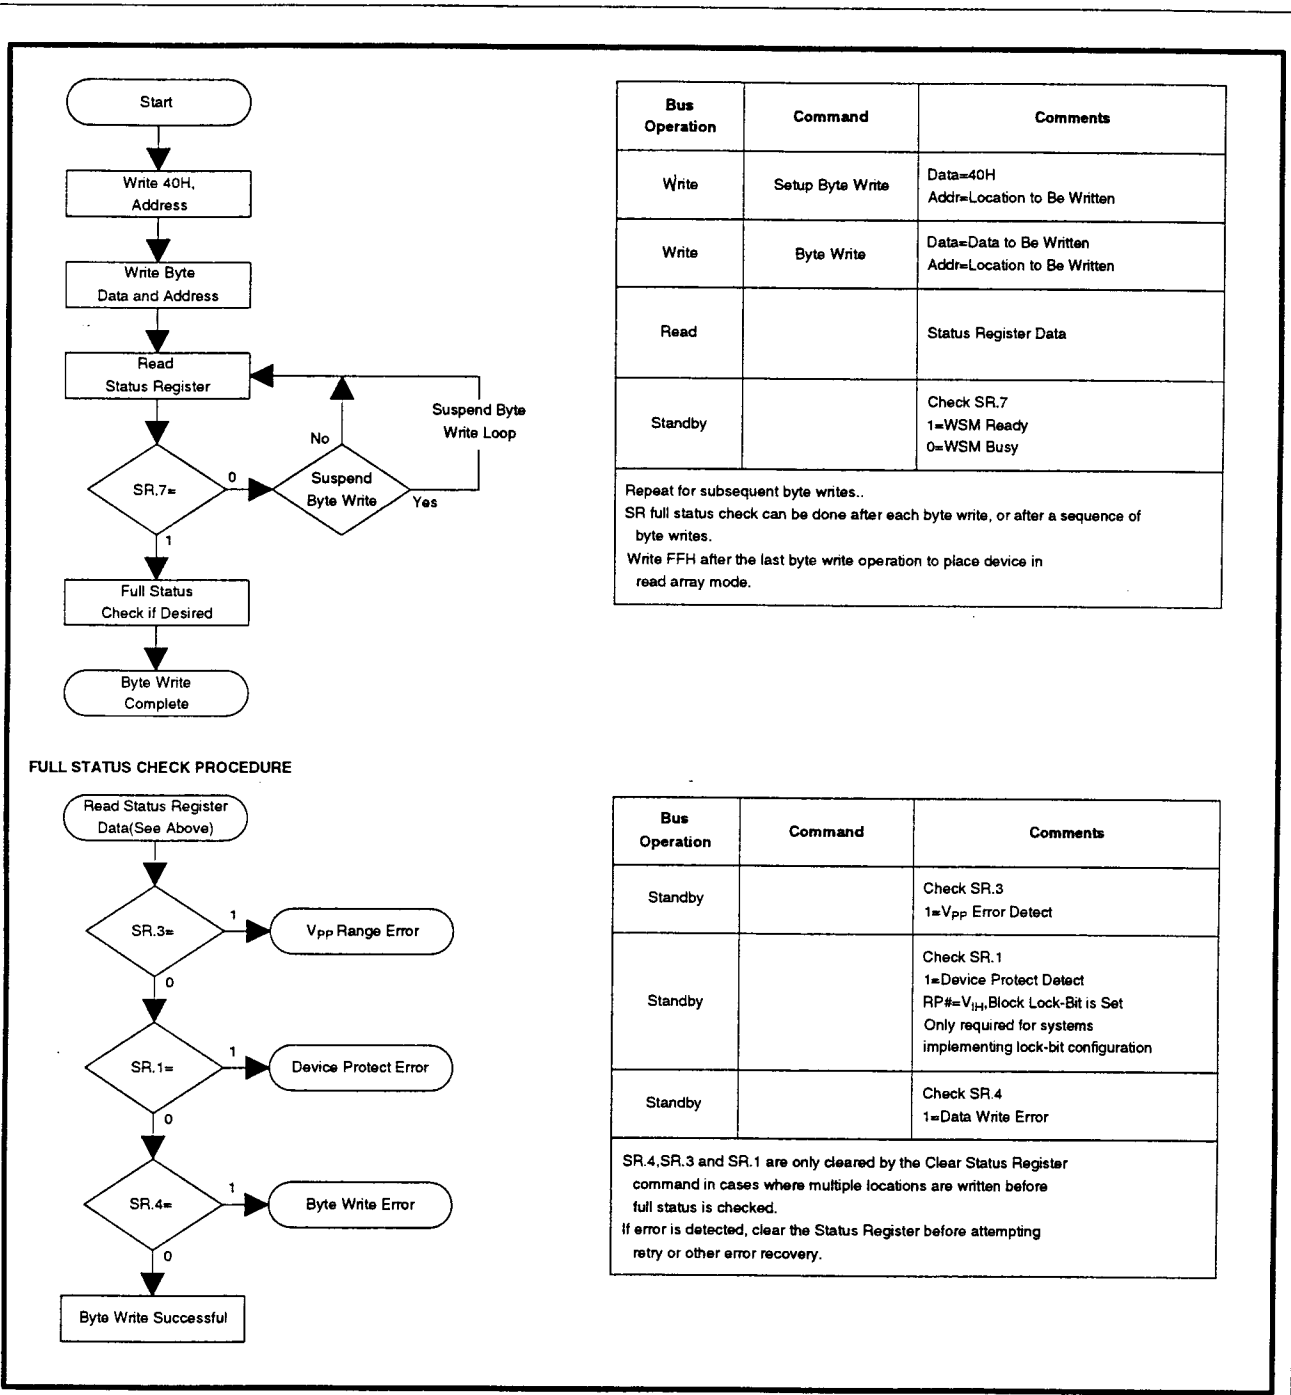 Start
Write 40H,
Address
Write Byte
Data and Address
Read
Status Register
Suspend Byte
Write Loop
No
SR.7=
0
Suspend
Byte Write
Yes
1
Full Status
Check if Desired
Byte Write
Complete
Bus
Operation
Command
Comments
Write
Setup Byte Write
Data=40H
Addr=Location to Be Written
Write
Byte Write
Data=Data to Be Written
Addr=Location to Be Written
Read
Status Register Data
Standby
Check SR.7
1=WSM Ready
0=WSM Busy
Repeat for subsequent byte writes..
SR full status check can be done after each byte write, or after a sequence of
byte writes.
Write FFH after the last byte write operation to place device in
read array mode.
FULL STATUS CHECK PROCEDURE
Read Status Register
Data(See Above)
SR.3=
1
VPP Range Error
0
SR.1=
1
Device Protect Error
0
SR.4=
1
Byte Write Error
0
Byte Write Successful
Bus
Operation
Command
Comments
Standby
Check SR.3
1=VPP Error Detect
Standby
Check SR.1
1=Device Protect Detect
RP#=VIH,Block Lock-Bit is Set
Only required for systems
implementing lock-bit configuration
Standby
Check SR.4
1=Data Write Error
SR.4,SR.3 and SR.1 are only cleared by the Clear Status Register
command in cases where multiple locations are written before
full status is checked.
If error is detected, clear the Status Register before attempting
retry or other error recovery.